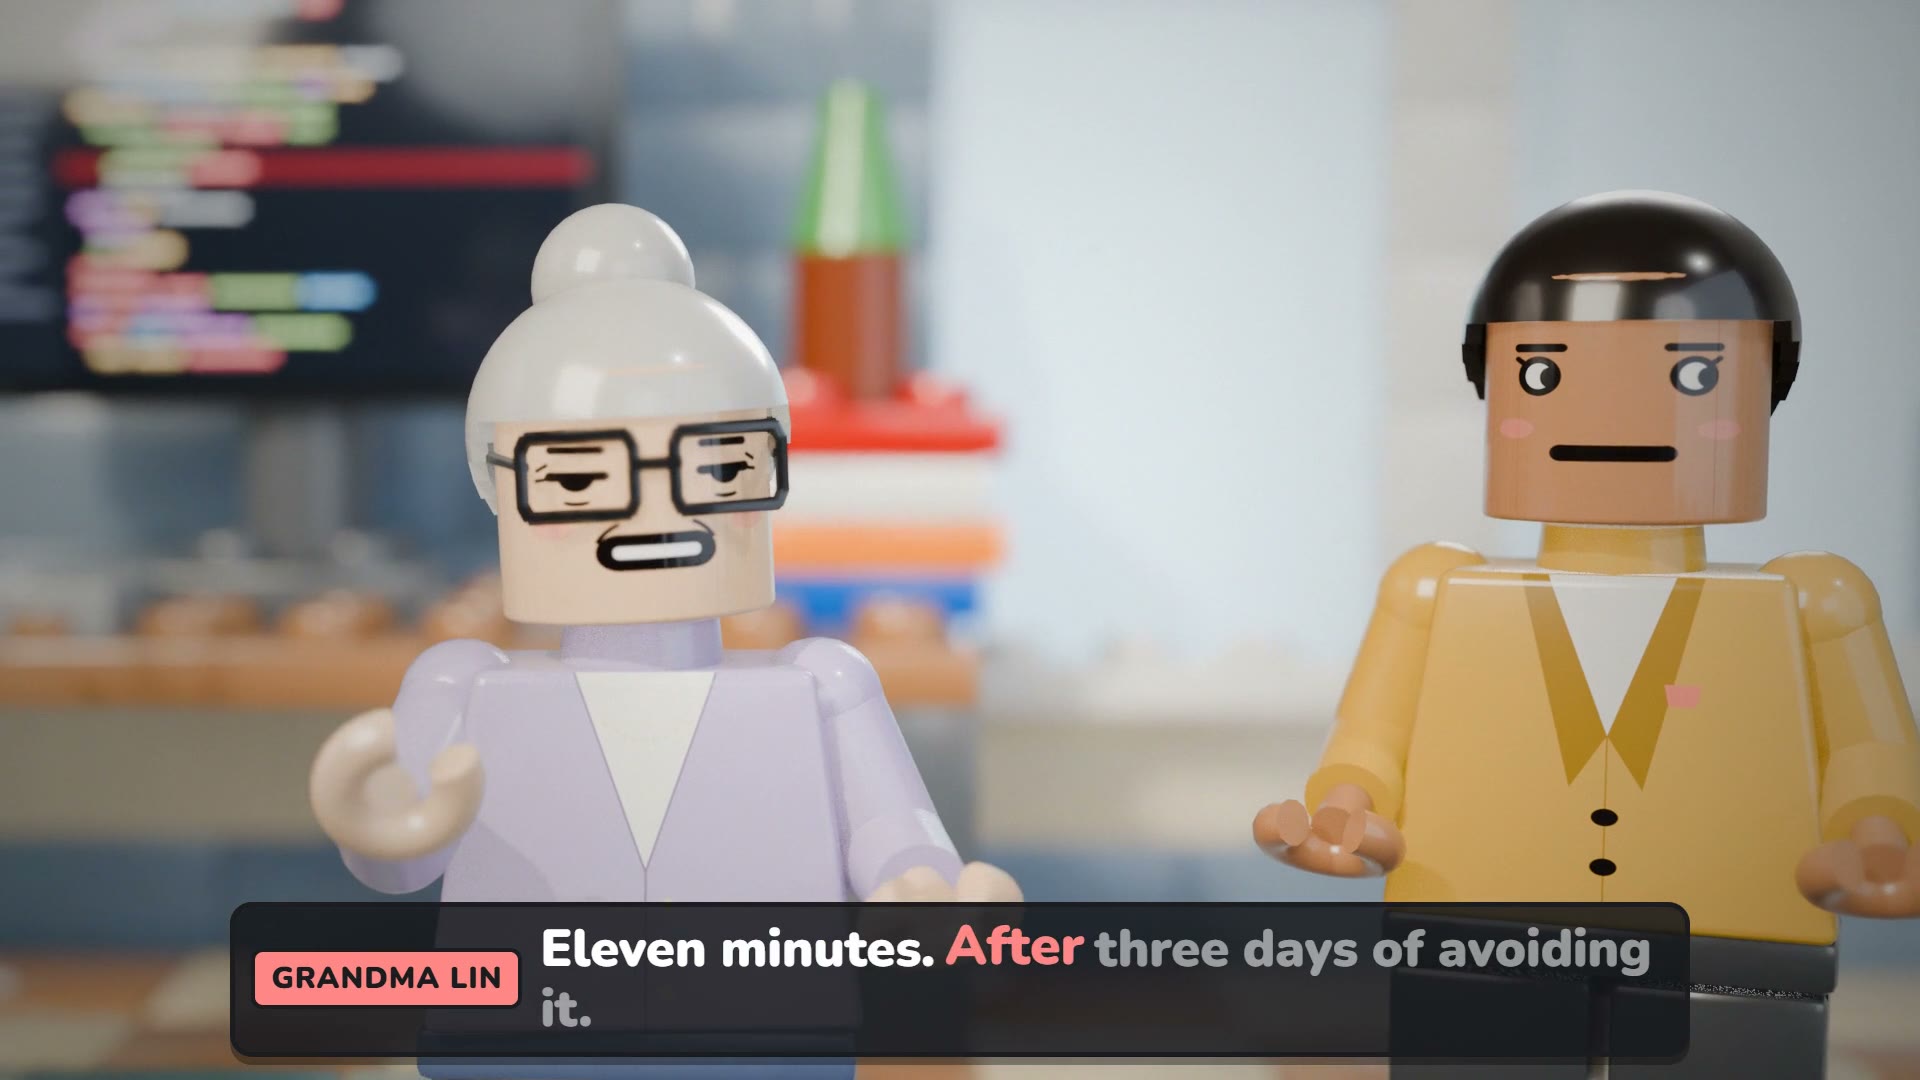 GRANDMA LIN
Eleven minutes. After three days of avoiding
it.